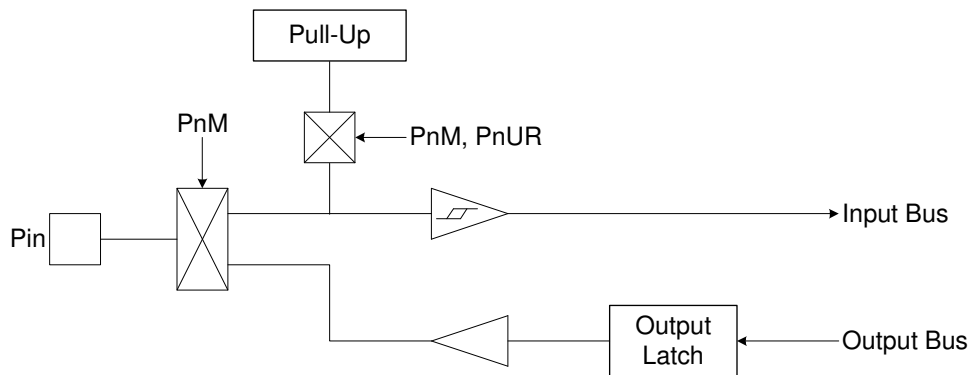 Pull-Up
PnM
PnM, PnUR
Pin
Input Bus
Output
Latch
Output Bus